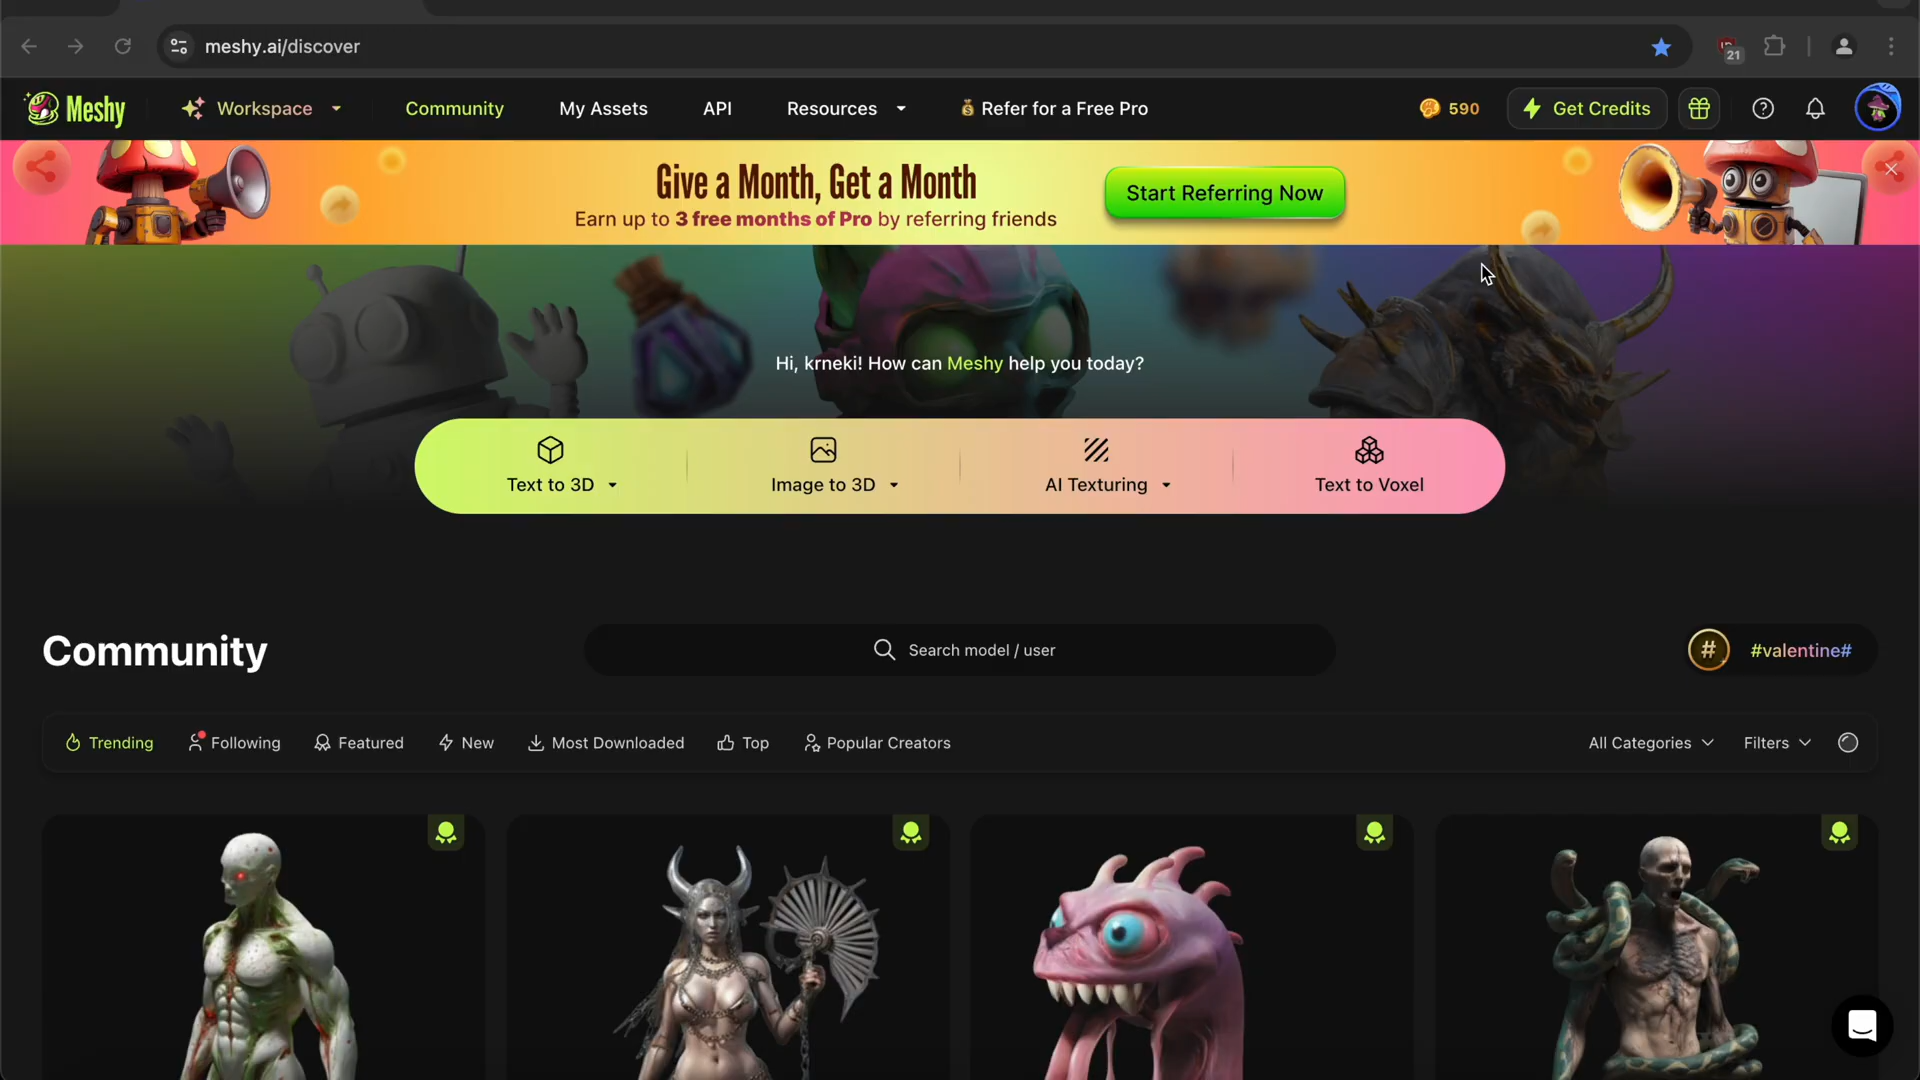 meshy.ai/discover
21
Meshy
Workspace
Community
My Assets
API
Resources
Refer for a Free Pro
590
Get Credits
Give a Month, Get a Month
Earn up to 3 free months of Pro by referring friends
Start Referring Now
Hi, krneki! How can Meshy help you today?
Text to 3D
Image to 3D
AI Texturing
Text to Voxel
Community
Search model / user
#
#valentine#
Trending
Following
Featured
New
Most Downloaded
Top
Popular Creators
All Categories
Filters